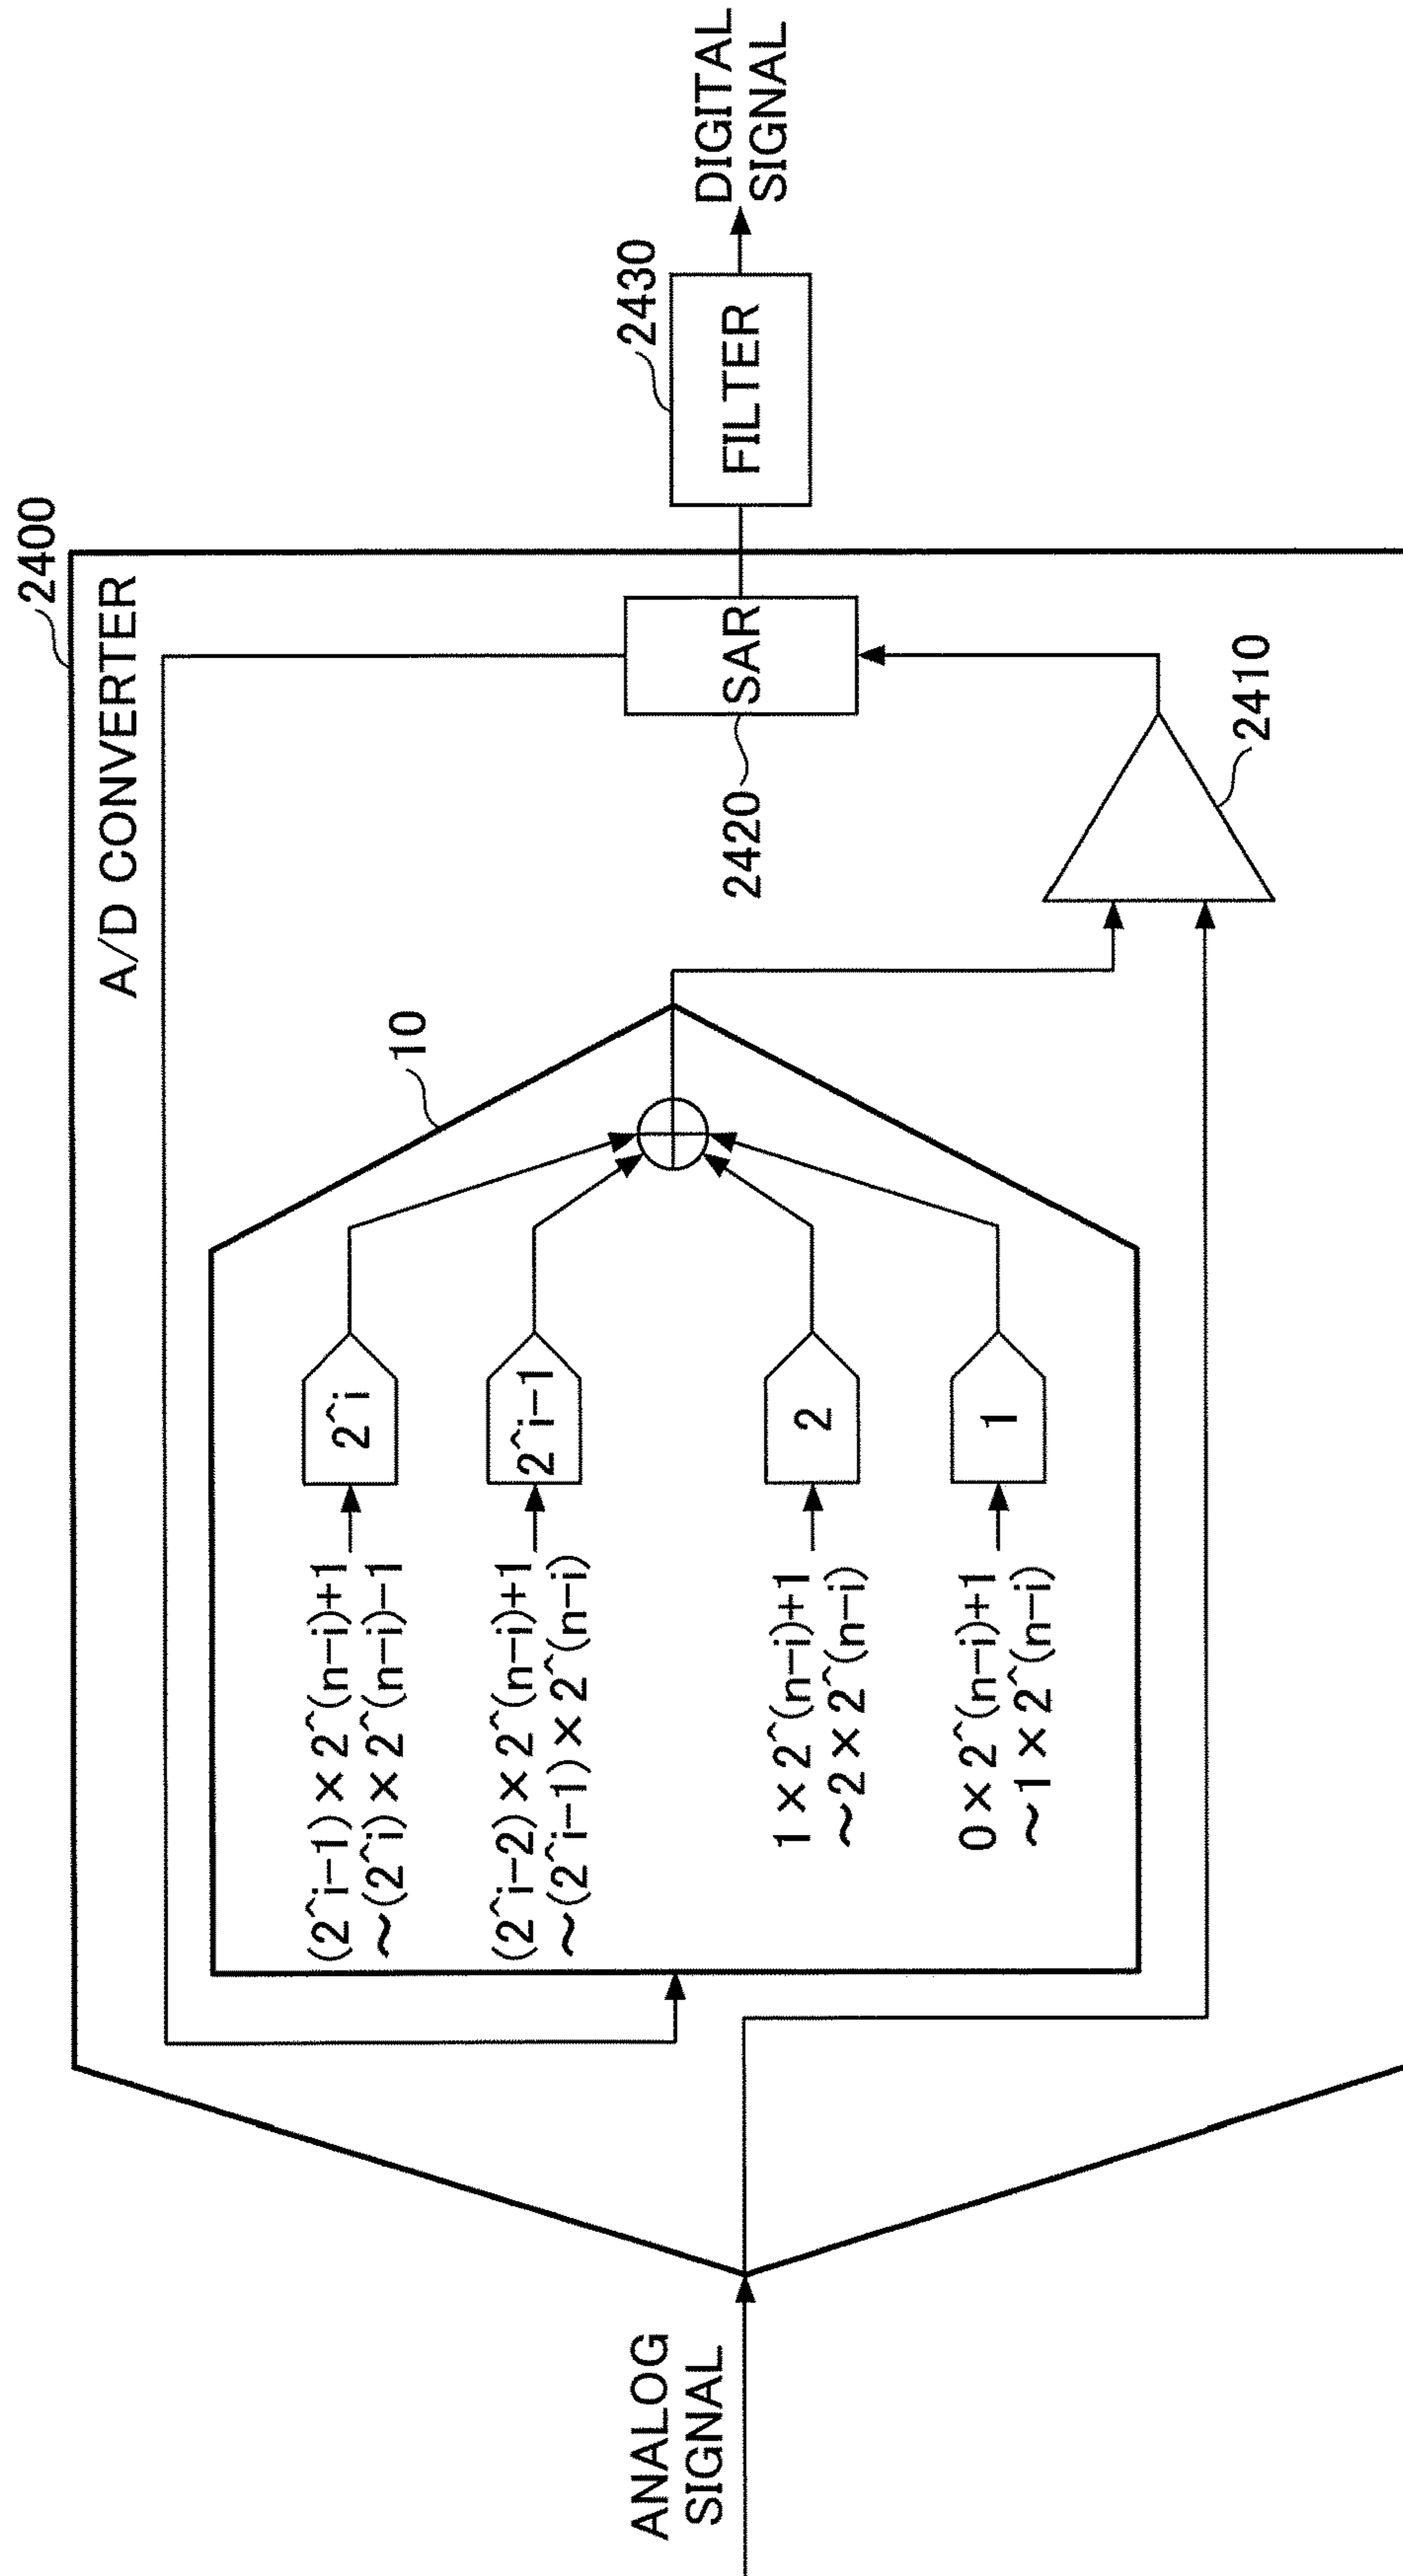 2400
A/D CONVERTER
10
(2^i-1)×2^(n-i)+1
~(2^i)×2^(n-i)-1
2^i
(2^i-2)×2^(n-i)+1
~(2^i-1)×2^(n-i)
2^i-1
1×2^(n-i)+1
~2×2^(n-i)
2
0×2^(n-i)+1
~1×2^(n-i)
1
ANALOG
SIGNAL
2420
SAR
2410
2430
FILTER
DIGITAL
SIGNAL